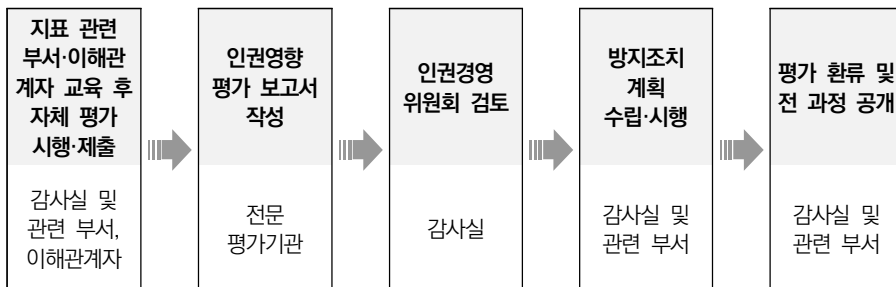 지표 관련
부서·이해관
계자 교육 후
자체 평가
시행·제출
감사실 및
관련 부서,
이해관계자
인권영향
평가 보고서
작성
전문
평가기관
인권경영
위원회 검토
감사실
방지조치
계획
수립·시행
감사실 및
관련 부서
평가 환류 및
전 과정 공개
감사실 및
관련 부서